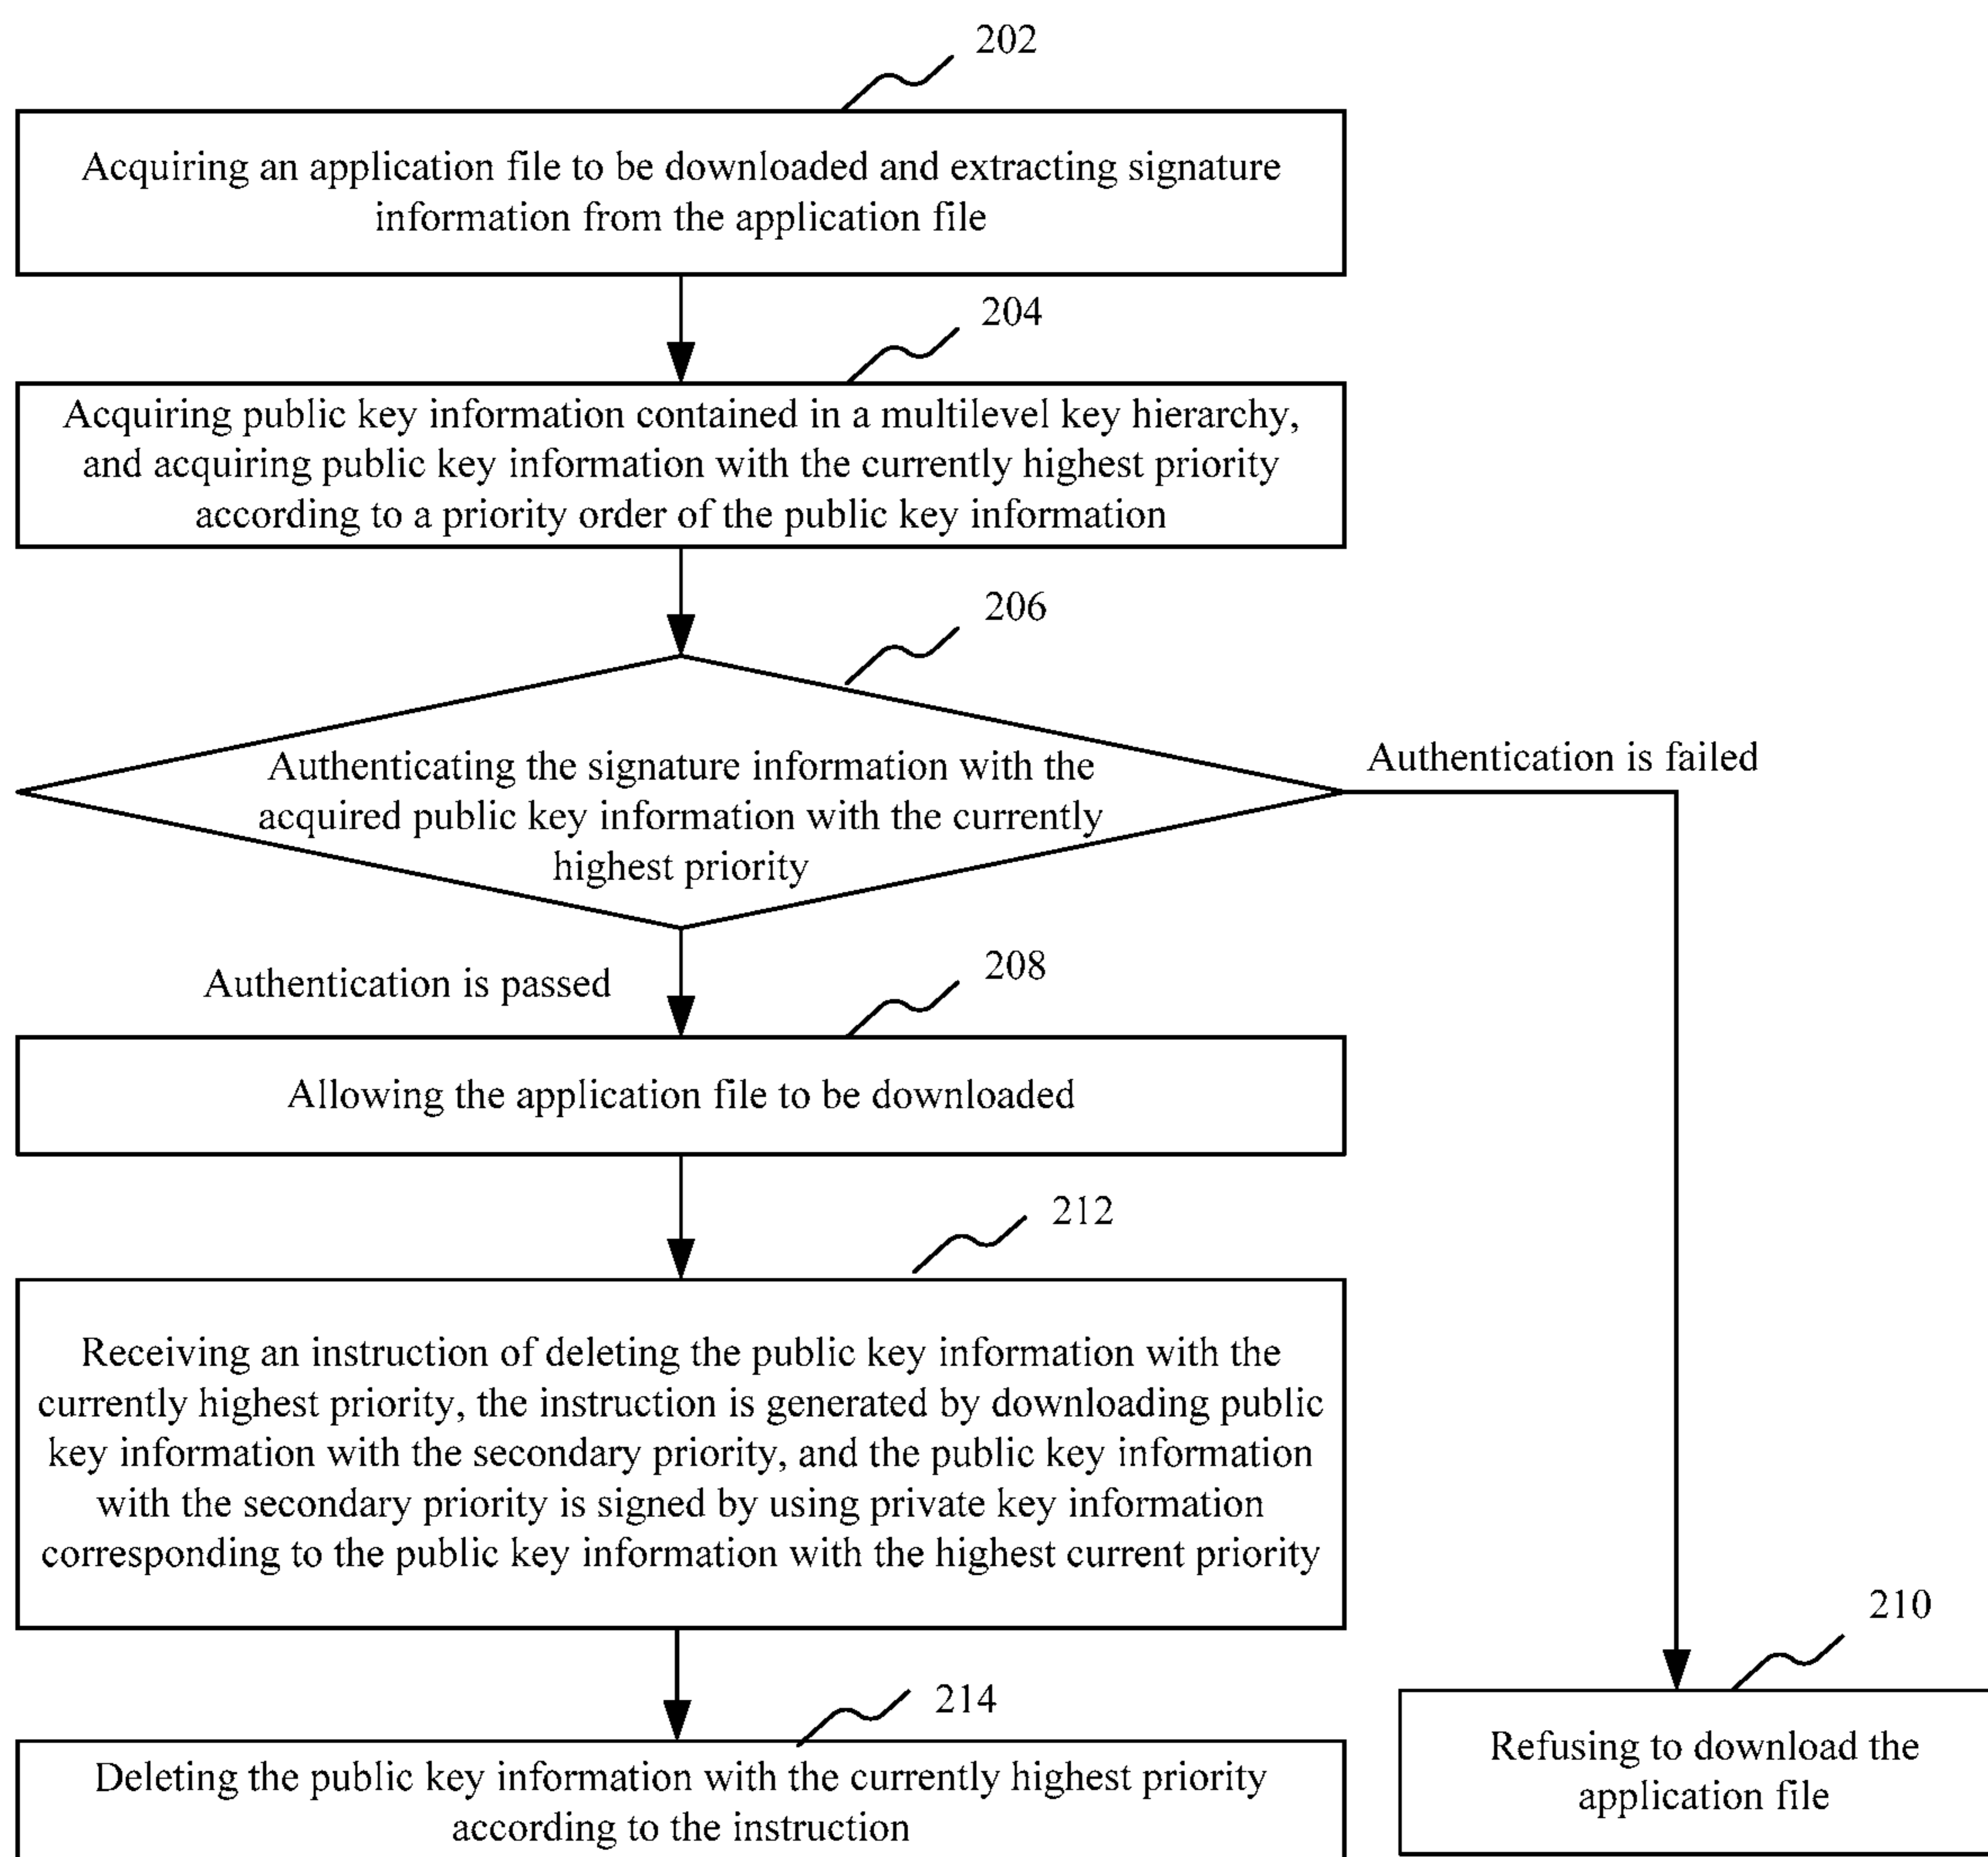 202
Acquiring an application file to be downloaded and extracting signature
information from the application file
204
Acquiring public key information contained in a multilevel key hierarchy,
and acquiring public key information with the currently highest priority
according to a priority order of the public key information
206
Authenticating the signature information with the
acquired public key information with the currently
highest priority
Authentication is failed
Authentication is passed
208
Allowing the application file to be downloaded
212
Receiving an instruction of deleting the public key information with the
currently highest priority, the instruction is generated by downloading public
key information with the secondary priority, and the public key information
with the secondary priority is signed by using private key information
corresponding to the public key information with the highest current priority
210
Refusing to download the
application file
214
Deleting the public key information with the currently highest priority
according to the instruction